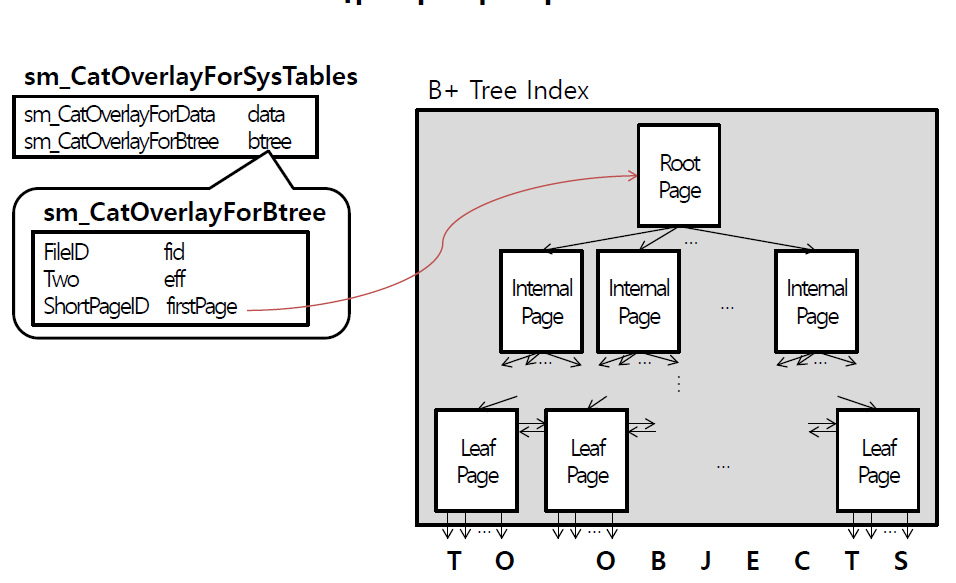 sm_CatOverlayForSysTables
sm_CatOverlayForData data
sm_CatOverlayForBtree btree
sm_CatOverlayForBtree
FileID fid
Two eff
ShortPageID firstPage
B+ Tree Index
Root
Page
...
Internal
Page
Internal
Page
...
Internal
Page
... ... ...
...
Leaf
Page
Leaf
Page
...
Leaf
Page
... ... ...
T O O B J E C T S